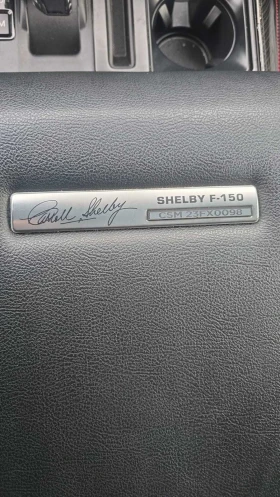 Carroll Shelby
SHELBY F-150
CSM 23FX0098